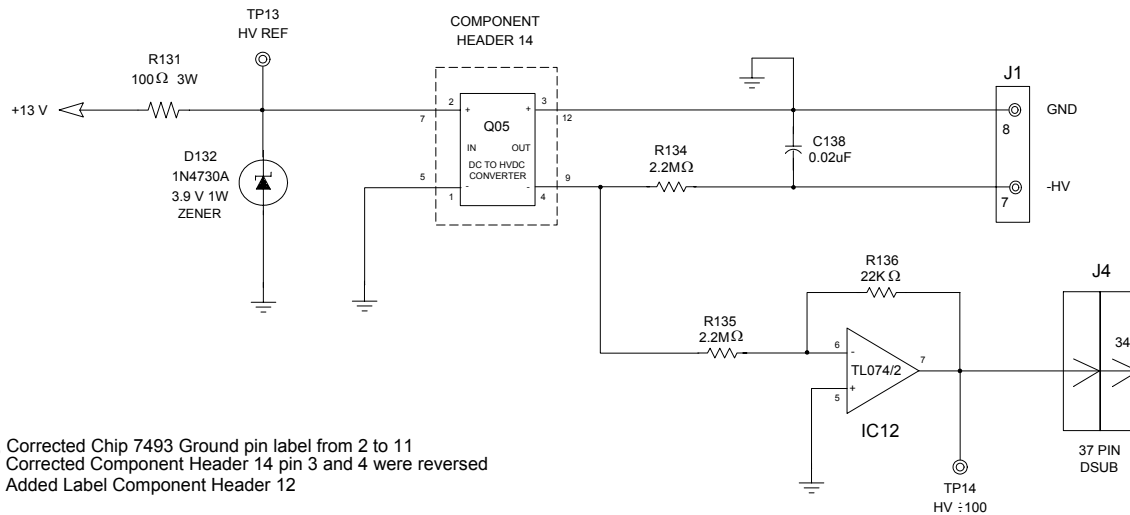 TP13
HV REF
COMPONENT
HEADER 14
R131
100Ω 3W
+13 V
J1
2
+
+
3
7
12
Q05
IN
OUT
DC TO HVDC
CONVERTER
5
-
-
9
1
4
GND
8
C138
0.02uF
R134
2.2MΩ
-HV
7
D132
1N4730A
3.9 V 1W
ZENER
R136
22K Ω
J4
R135
2.2MΩ
34
6
-
7
TL074/2
+
5
IC12
37 PIN
DSUB
TP14
HV ÷100
Corrected Chip 7493 Ground pin label from 2 to 11
Corrected Component Header 14 pin 3 and 4 were reversed
Added Label Component Header 12